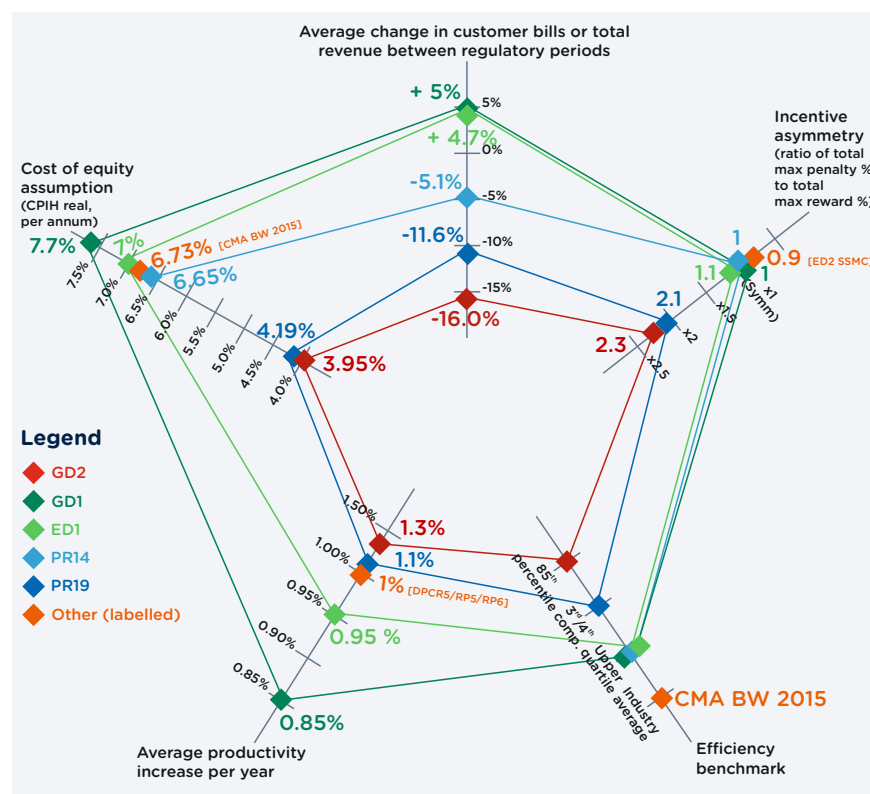 Average change in customer bills or total
revenue between regulatory periods
+ 5%
5%
+ 4.7%
0%
-5.1%
-5%
-11.6%
-10%
-15%
-16.0%
Incentive
asymmetry
(ratio of total
max penalty %
to total
max reward %)
1
0.9 [ED2 SSMC]
1.1
1
x1
(Symm)
x1.5
2.1
x2
2.3
x2.5
Cost of equity
assumption
(CPIH real,
per annum)
7.7%
7%
6.73% [CMA BW 2015]
6.65%
7.5%
7.0%
6.5%
6.0%
5.5%
5.0%
4.5%
4.0%
4.19%
3.95%
Legend
GD2
GD1
ED1
PR14
PR19
Other (labelled)
1.50%
1.3%
1.00%
1.1%
1% [DPCR5/RP5/RP6]
0.95%
0.95 %
0.90%
0.85%
0.85%
Average productivity
increase per year
85th
percentile comp.
3rd/4th
quartile average
Upper
Industry
CMA BW 2015
Efficiency
benchmark